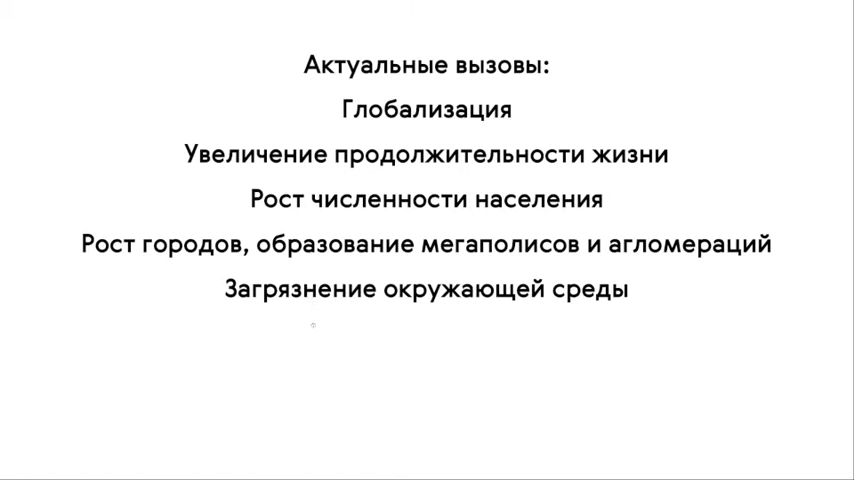 Актуальные вызовы:
Глобализация
Увеличение продолжительности жизни
Рост численности населения
Рост городов, образование мегаполисов и агломераций
Загрязнение окружающей среды